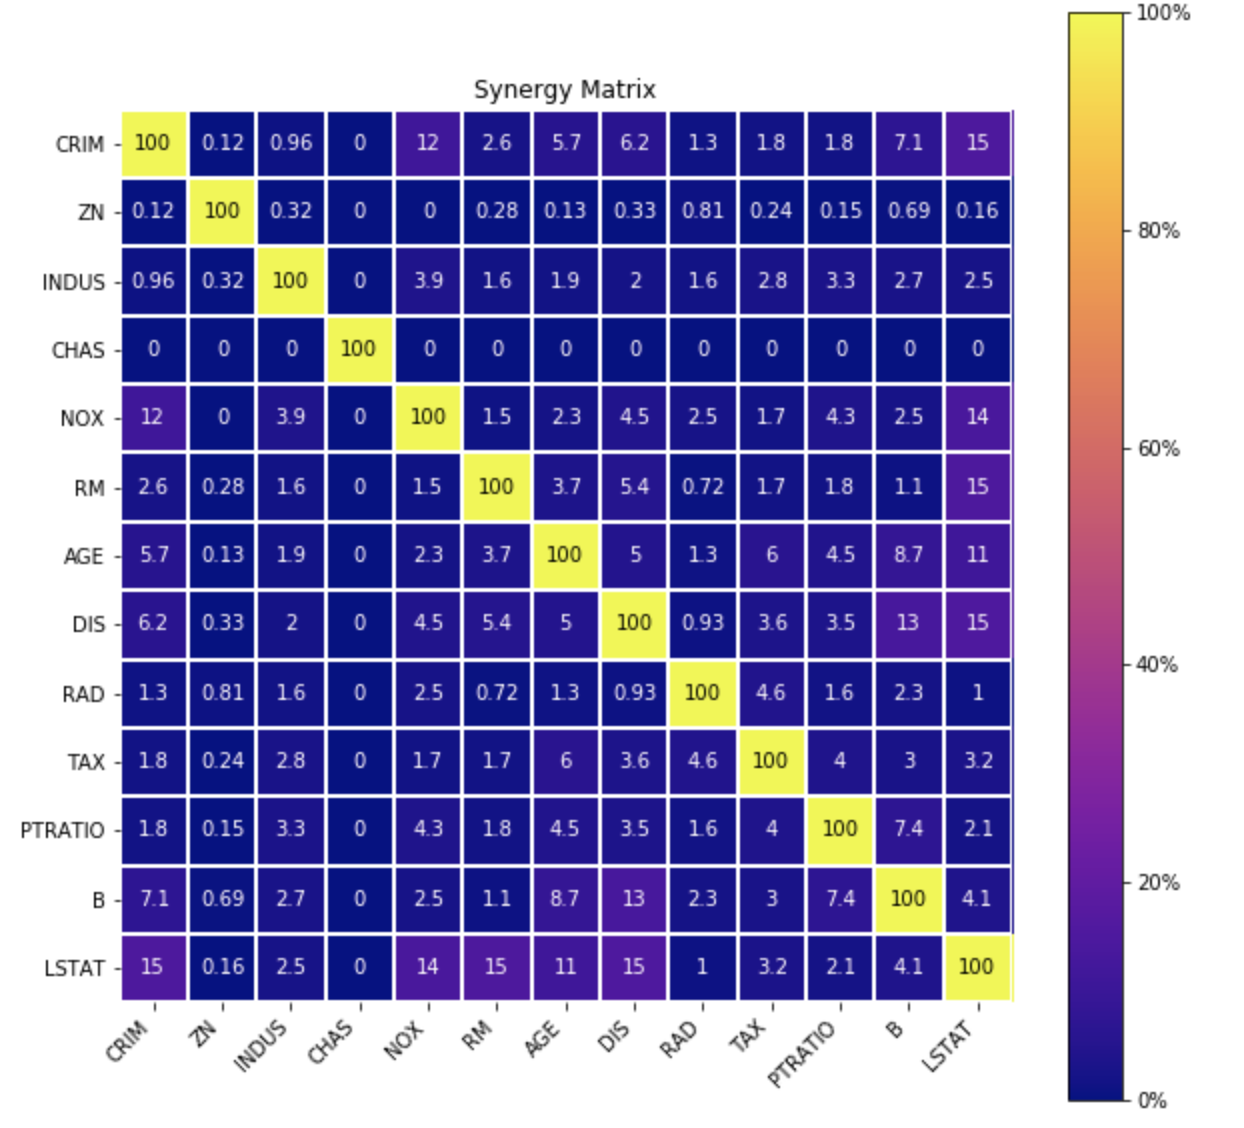 Synergy Matrix
CRIM 100 0.12 0.96 0 12 2.6 5.7 6.2 1.3 1.8 1.8 7.1 15
ZN 0.12 100 0.32 0 0 0.28 0.13 0.33 0.81 0.24 0.15 0.69 0.16
INDUS 0.96 0.32 100 0 3.9 1.6 1.9 2 1.6 2.8 3.3 2.7 2.5
CHAS 0 0 0 100 0 0 0 0 0 0 0 0 0
NOX 12 0 3.9 0 100 1.5 2.3 4.5 2.5 1.7 4.3 2.5 14
RM 2.6 0.28 1.6 0 1.5 100 3.7 5.4 0.72 1.7 1.8 1.1 15
AGE 5.7 0.13 1.9 0 2.3 3.7 100 5 1.3 6 4.5 8.7 11
DIS 6.2 0.33 2 0 4.5 5.4 5 100 0.93 3.6 3.5 13 15
RAD 1.3 0.81 1.6 0 2.5 0.72 1.3 0.93 100 4.6 1.6 2.3 1
TAX 1.8 0.24 2.8 0 1.7 1.7 6 3.6 4.6 100 4 3 3.2
PTRATIO 1.8 0.15 3.3 0 4.3 1.8 4.5 3.5 1.6 4 100 7.4 2.1
B 7.1 0.69 2.7 0 2.5 1.1 8.7 13 2.3 3 7.4 100 4.1
LSTAT 15 0.16 2.5 0 14 15 11 15 1 3.2 2.1 4.1 100
CRIM ZN INDUS CHAS NOX RM AGE DIS RAD TAX PTRATIO B LSTAT
100%
80%
60%
40%
20%
0%